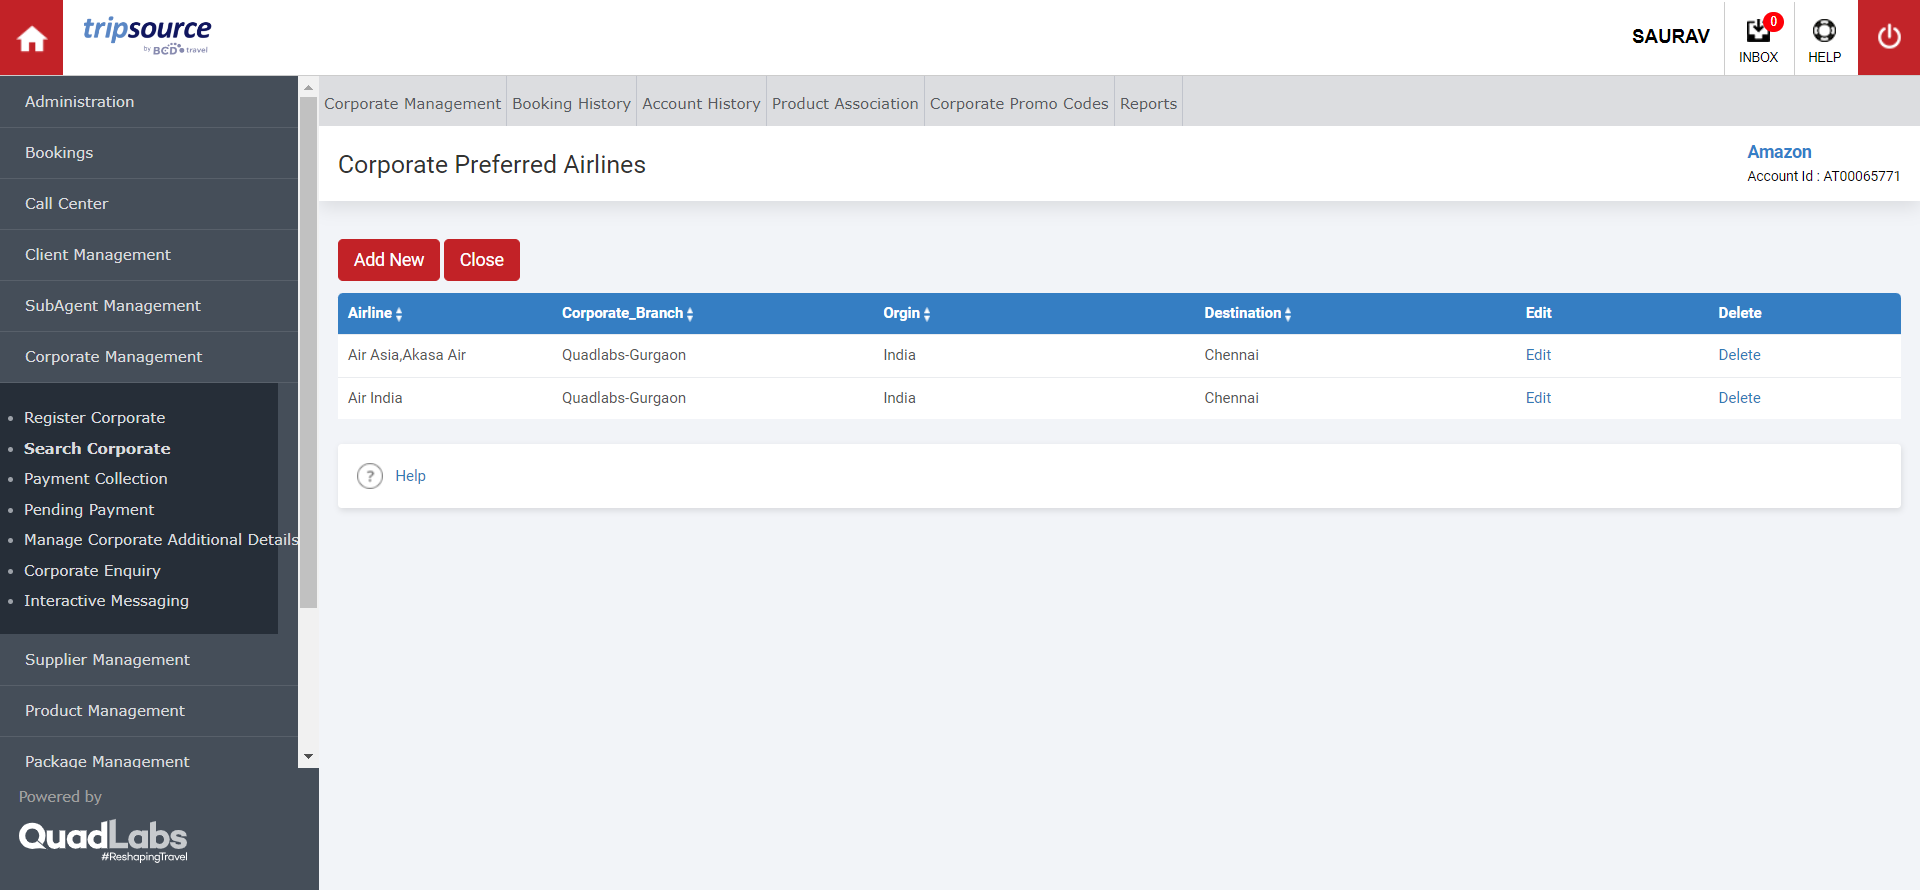 tripsource
by BCD travel
SAURAV
0
INBOX
HELP
Administration
Bookings
Call Center
Client Management
SubAgent Management
Corporate Management
Register Corporate
Search Corporate
Payment Collection
Pending Payment
Manage Corporate Additional Details
Corporate Enquiry
Interactive Messaging
Supplier Management
Product Management
Package Management
Powered by
QuadLabs
#ReshapingTravel
Corporate Management Booking History Account History Product Association Corporate Promo Codes Reports
Corporate Preferred Airlines
Amazon
Account Id : AT00065771
Add New Close
Airline Corporate_Branch Orgin Destination Edit Delete
Air Asia,Akasa Air Quadlabs-Gurgaon India Chennai Edit Delete
Air India Quadlabs-Gurgaon India Chennai Edit Delete
? Help